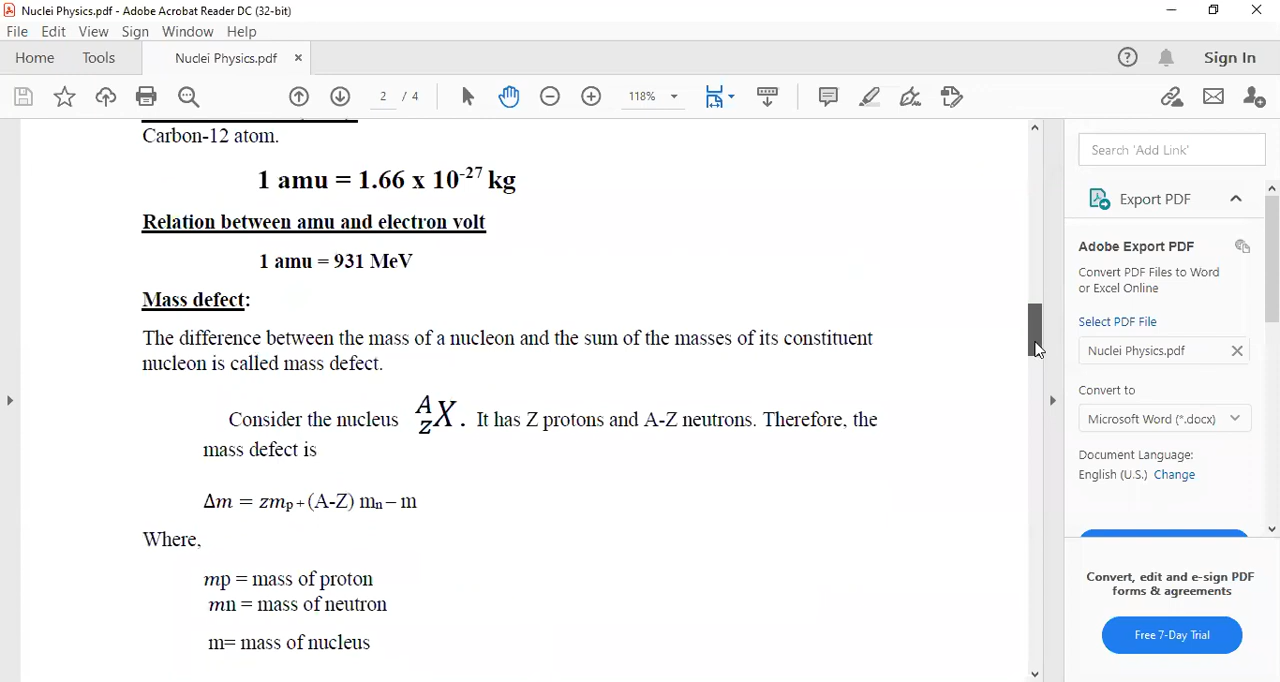 Nuclei Physics.pdf - Adobe Acrobat Reader DC (32-bit)
File Edit View Sign Window Help
Home Tools Nuclei Physics.pdf × Sign In
2 / 4 118%
Carbon-12 atom.
1 amu = 1.66 x 10⁻²⁷ kg
Relation between amu and electron volt
1 amu = 931 MeV
Mass defect:
The difference between the mass of a nucleon and the sum of the masses of its constituent
nucleon is called mass defect.
Consider the nucleus ᴬ_Z X. It has Z protons and A-Z neutrons. Therefore, the
mass defect is
Δm = zmₚ+(A-Z) mₙ– m
Where,
mp = mass of proton
mn = mass of neutron
m= mass of nucleus
Search 'Add Link'
Export PDF
Adobe Export PDF
Convert PDF Files to Word
or Excel Online
Select PDF File
Nuclei Physics.pdf
Convert to
Microsoft Word (*.docx)
Document Language:
English (U.S.) Change
Convert, edit and e-sign PDF
forms & agreements
Free 7-Day Trial